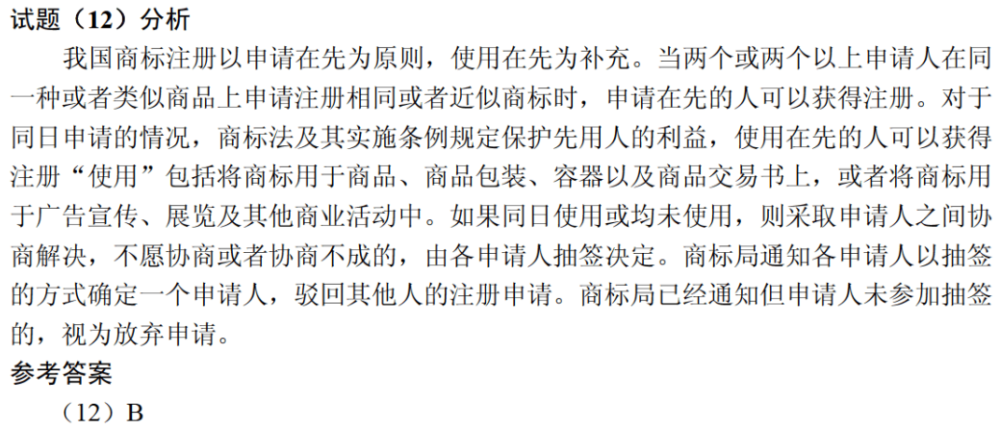 试题（12）分析
我国商标注册以申请在先为原则，使用在先为补充。当两个或两个以上申请人在同
一种或者类似商品上申请注册相同或者近似商标时，申请在先的人可以获得注册。对于
同日申请的情况，商标法及其实施条例规定保护先用人的利益，使用在先的人可以获得
注册“使用”包括将商标用于商品、商品包装、容器以及商品交易书上，或者将商标用
于广告宣传、展览及其他商业活动中。如果同日使用或均未使用，则采取申请人之间协
商解决，不愿协商或者协商不成的，由各申请人抽签决定。商标局通知各申请人以抽签
的方式确定一个申请人，驳回其他人的注册申请。商标局已经通知但申请人未参加抽签
的，视为放弃申请。
参考答案
（12）B